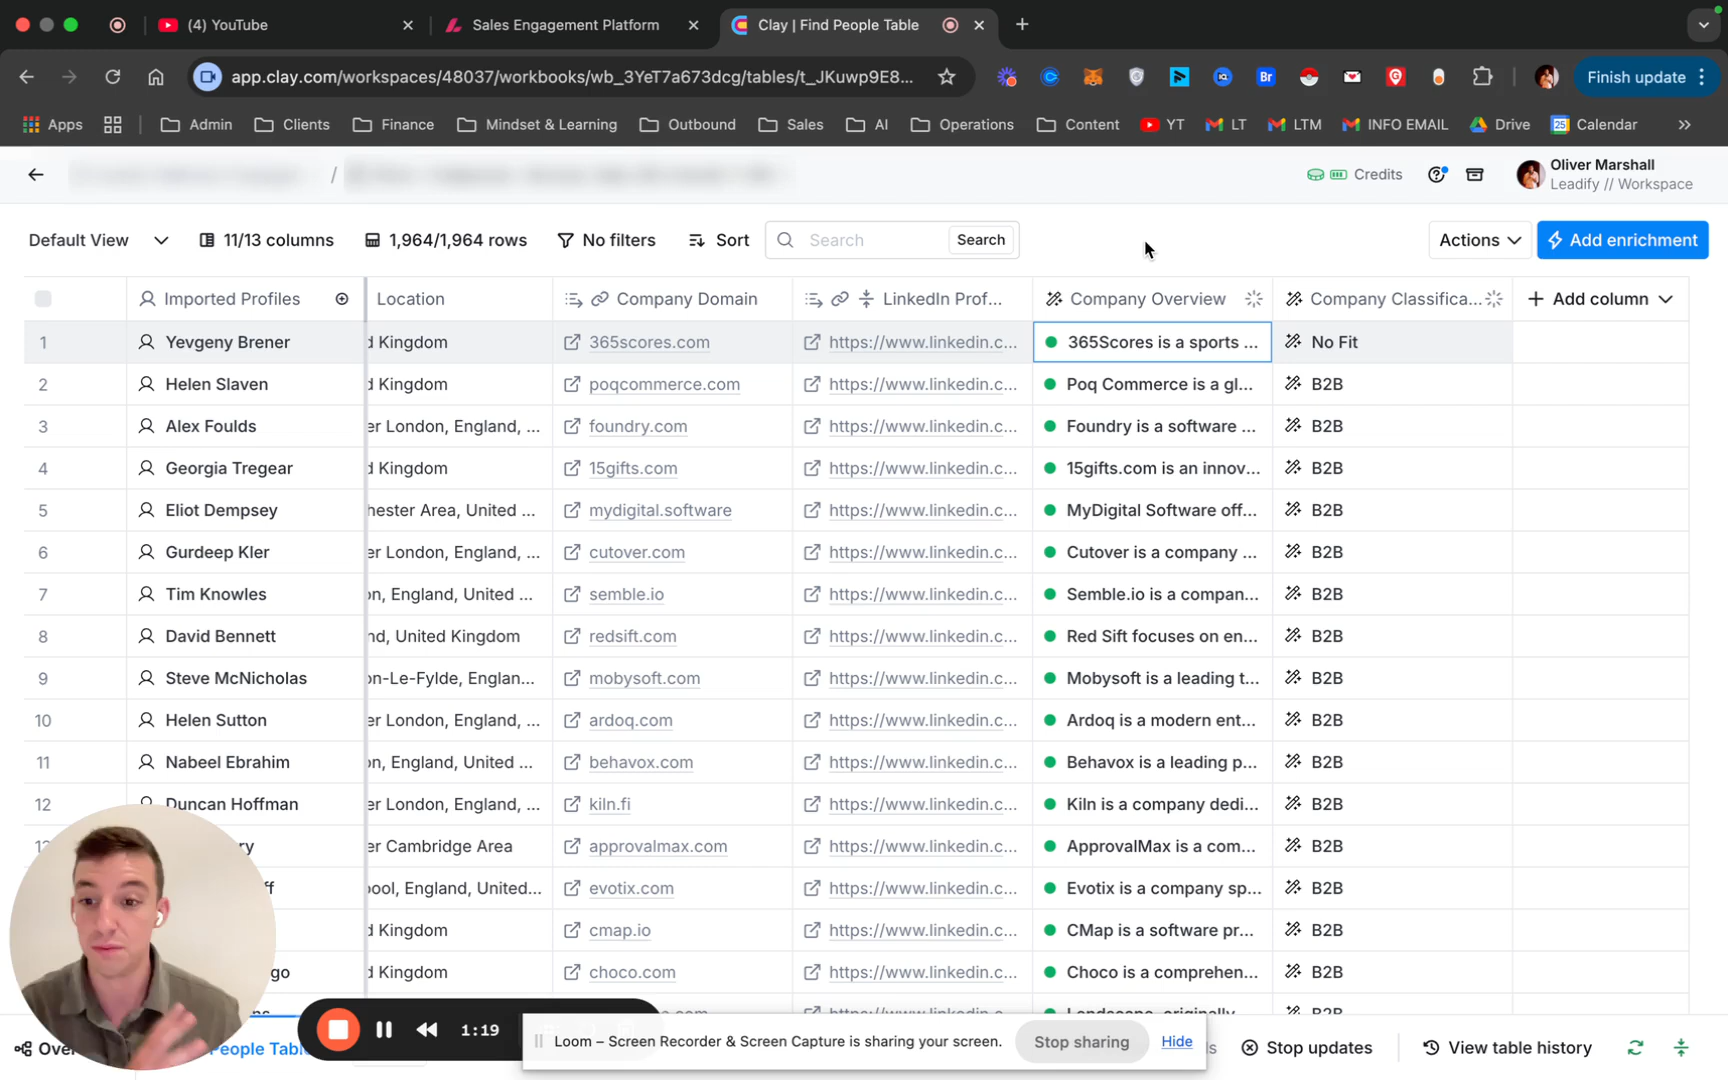 (4) YouTube
Sales Engagement Platform
Clay | Find People Table
app.clay.com/workspaces/48037/workbooks/wb_3YeT7a673dcg/tables/t_JKuwp9E8...
Finish update
Apps
Admin
Clients
Finance
Mindset & Learning
Outbound
Sales
AI
Operations
Content
YT
LT
LTM
INFO EMAIL
Drive
Calendar
/
Credits
Oliver Marshall
Leadify // Workspace
Default View
11/13 columns
1,964/1,964 rows
No filters
Sort
Search
Search
Actions
Add enrichment
Imported Profiles
Location
Company Domain
LinkedIn Prof...
Company Overview
Company Classifica...
Add column
1 Yevgeny Brener d Kingdom 365scores.com https://www.linkedin.c... 365Scores is a sports ... No Fit
2 Helen Slaven d Kingdom poqcommerce.com https://www.linkedin.c... Poq Commerce is a gl... B2B
3 Alex Foulds er London, England, ... foundry.com https://www.linkedin.c... Foundry is a software ... B2B
4 Georgia Tregear d Kingdom 15gifts.com https://www.linkedin.c... 15gifts.com is an innov... B2B
5 Eliot Dempsey hester Area, United ... mydigital.software https://www.linkedin.c... MyDigital Software off... B2B
6 Gurdeep Kler er London, England, ... cutover.com https://www.linkedin.c... Cutover is a company ... B2B
7 Tim Knowles on, England, United ... semble.io https://www.linkedin.c... Semble.io is a compan... B2B
8 David Bennett nd, United Kingdom redsift.com https://www.linkedin.c... Red Sift focuses on en... B2B
9 Steve McNicholas on-Le-Fylde, Englan... mobysoft.com https://www.linkedin.c... Mobysoft is a leading t... B2B
10 Helen Sutton er London, England, ... ardoq.com https://www.linkedin.c... Ardoq is a modern ent... B2B
11 Nabeel Ebrahim on, England, United ... behavox.com https://www.linkedin.c... Behavox is a leading p... B2B
12 Duncan Hoffman er London, England, ... kiln.fi https://www.linkedin.c... Kiln is a company dedi... B2B
ry er Cambridge Area approvalmax.com https://www.linkedin.c... ApprovalMax is a com... B2B
ff pool, England, United... evotix.com https://www.linkedin.c... Evotix is a company sp... B2B
d Kingdom cmap.io https://www.linkedin.c... CMap is a software pr... B2B
go d Kingdom choco.com https://www.linkedin.c... Choco is a comprehen... B2B
1:19
Loom – Screen Recorder & Screen Capture is sharing your screen.
Stop sharing
Hide
Over
People Tabl
Stop updates
View table history